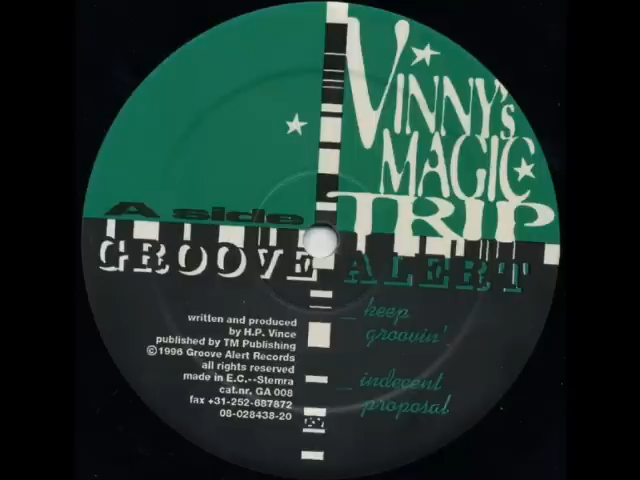 VINNY's
MAGIC
TRIP
A side
GROOVE ALERT
written and produced
by H.P. Vince
published by TM Publishing
©1996 Groove Alert Records
all rights reserved
made in E.C.--Stemra
cat.nr. GA 008
fax +31-252-687872
08-028438-20
_ keep
groovin'
_ indecent
proposal